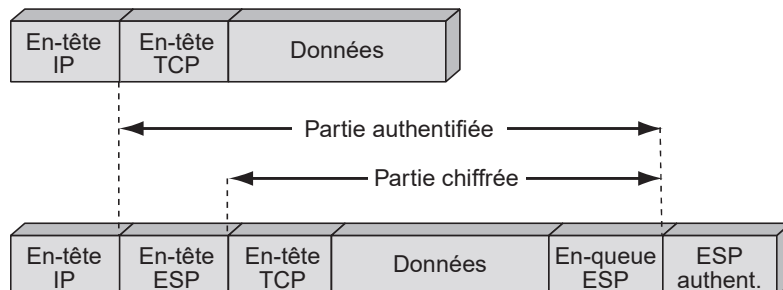 En-tête IP
En-tête TCP
Données
Partie authentifiée
Partie chiffrée
En-tête IP
En-tête ESP
En-tête TCP
Données
En-queue ESP
ESP authent.